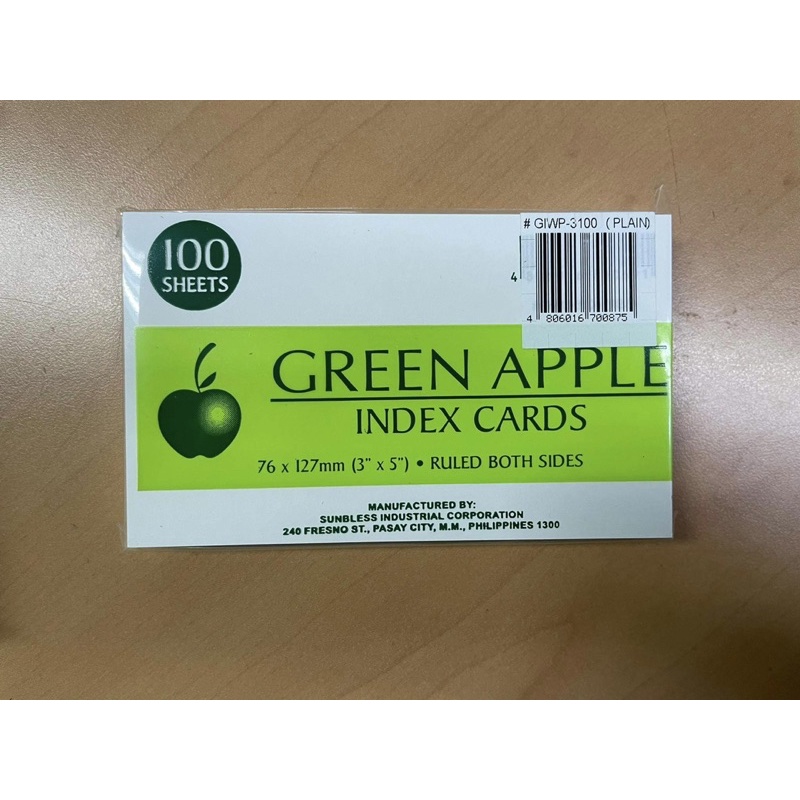 100
SHEETS
# GIWP-3100 ( PLAIN)
4
4 806016 700875
GREEN APPLE
INDEX CARDS
76 x 127mm (3" x 5") • RULED BOTH SIDES
MANUFACTURED BY:
SUNBLESS INDUSTRIAL CORPORATION
240 FRESNO ST., PASAY CITY, M.M., PHILIPPINES 1300